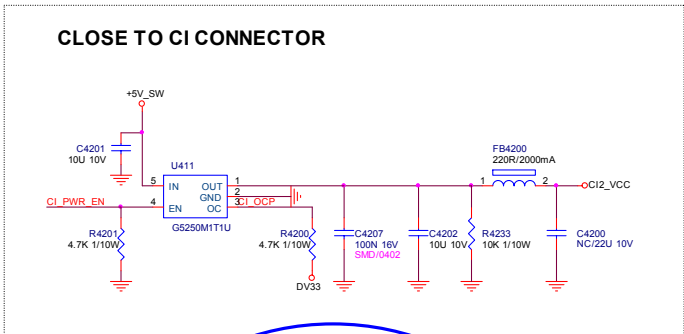 CLOSE TO CI CONNECTOR
+5V_SW
C4201
10U 10V
U411
5 IN OUT 1
GND 2
4 EN OC 3
G5250M1T1U
CI_PWR_EN
CI_OCP
R4201
4.7K 1/10W
R4200
4.7K 1/10W
DV33
C4207
100N 16V
SMD/0402
C4202
10U 10V
R4233
10K 1/10W
FB4200
220R/2000mA
1 2
CI2_VCC
C4200
NC/22U 10V